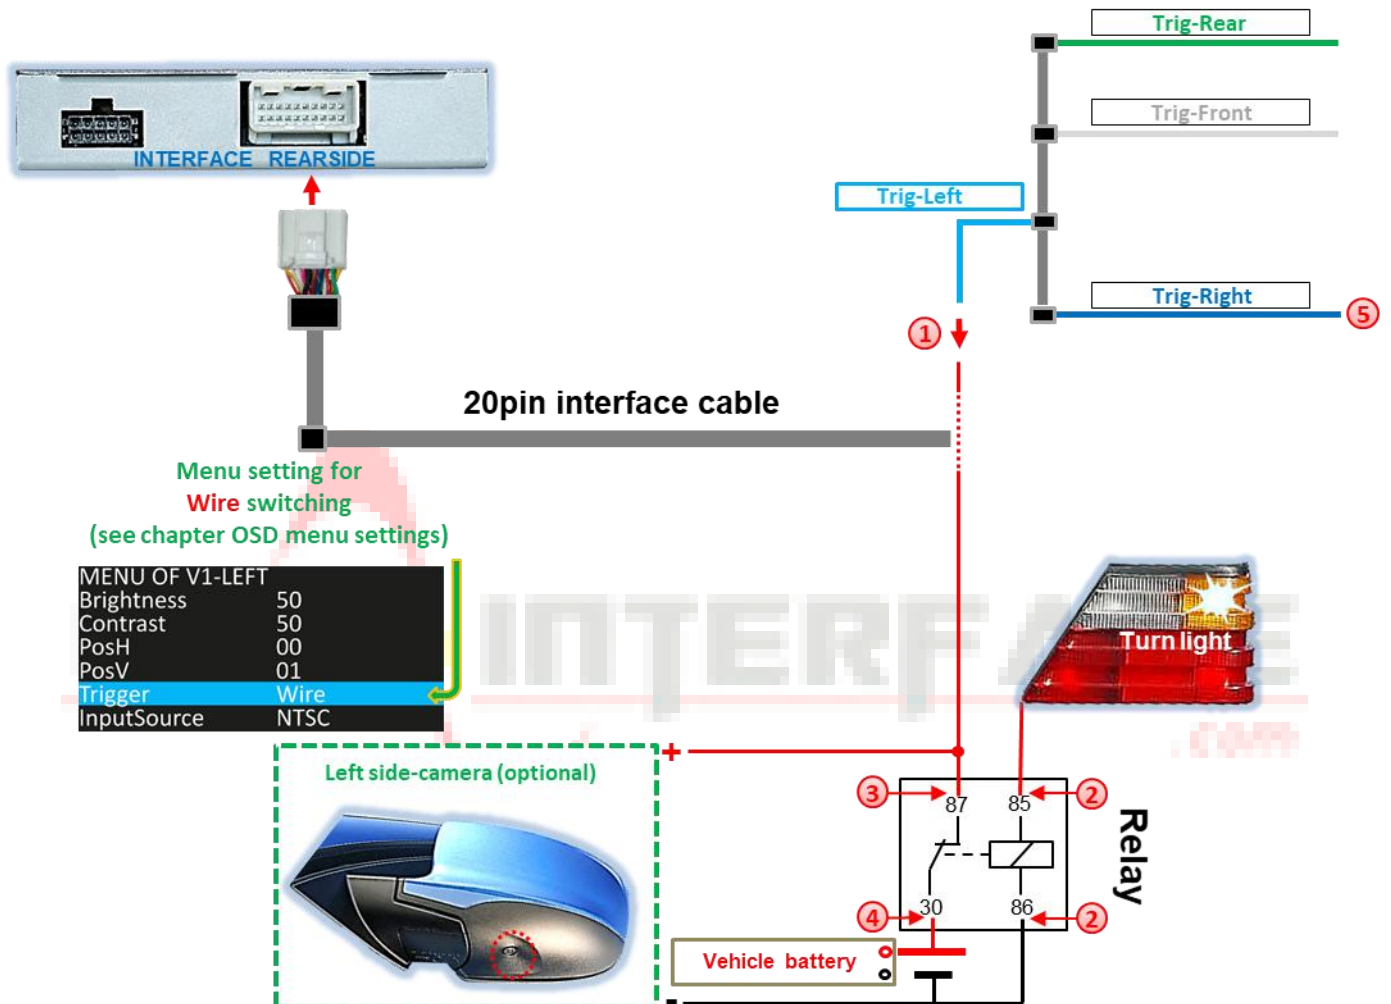 Trig-Rear
Trig-Front
INTERFACE REARSIDE
Trig-Left
Trig-Right
5
1
20pin interface cable
Menu setting for
Wire switching
(see chapter OSD menu settings)
MENU OF V1-LEFT
Brightness 50
Contrast 50
PosH 00
PosV 01
Trigger Wire
InputSource NTSC
INTERFACE
.com
Turn light
+
Left side-camera (optional)
3
87
85
2
Relay
4
30
86
2
Vehicle battery
-